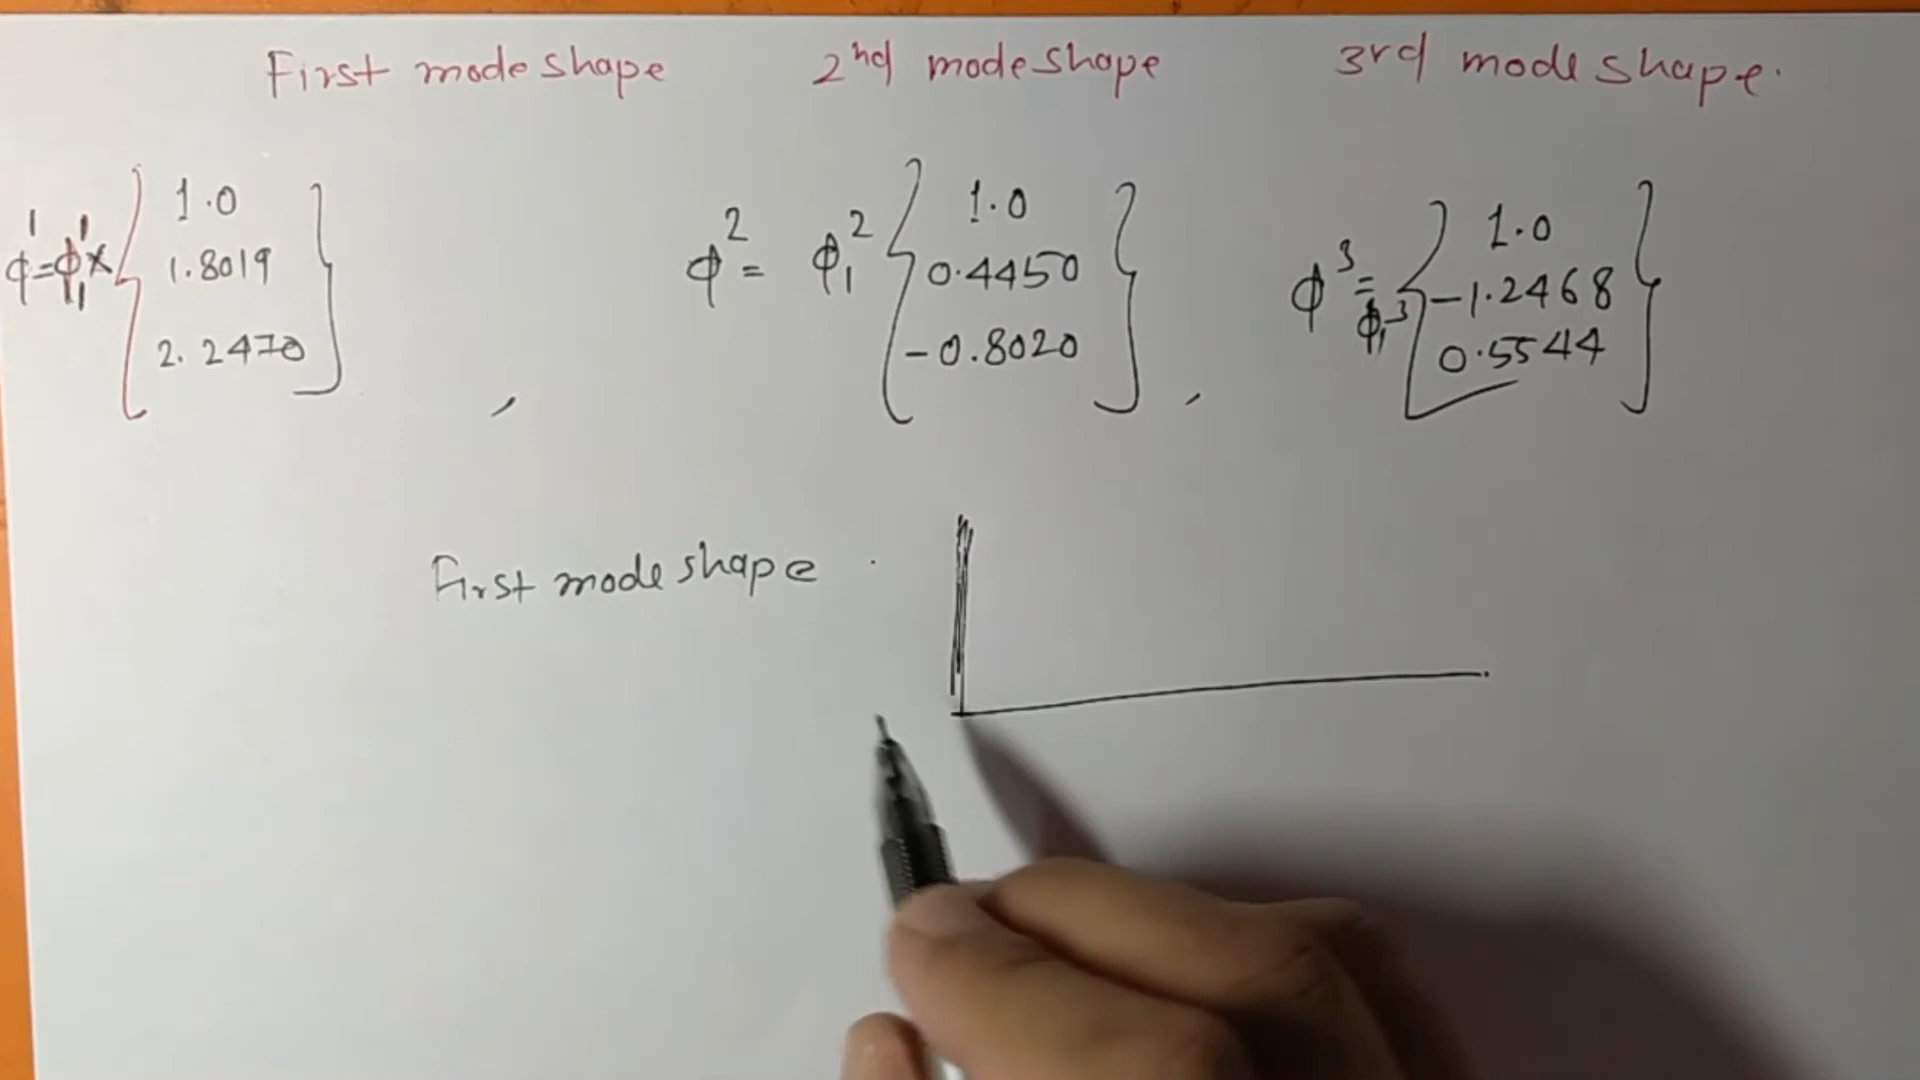 First mode shape 2nd mode shape 3rd mode shape.
ϕ¹ = ϕ₁¹ × { 1.0
1.8019
2.2470 } ,
ϕ² = ϕ₁² { 1.0
0.4450
-0.8020 } ,
ϕ³ = ϕ₁³ { 1.0
-1.2468
0.5544 }
First mode shape